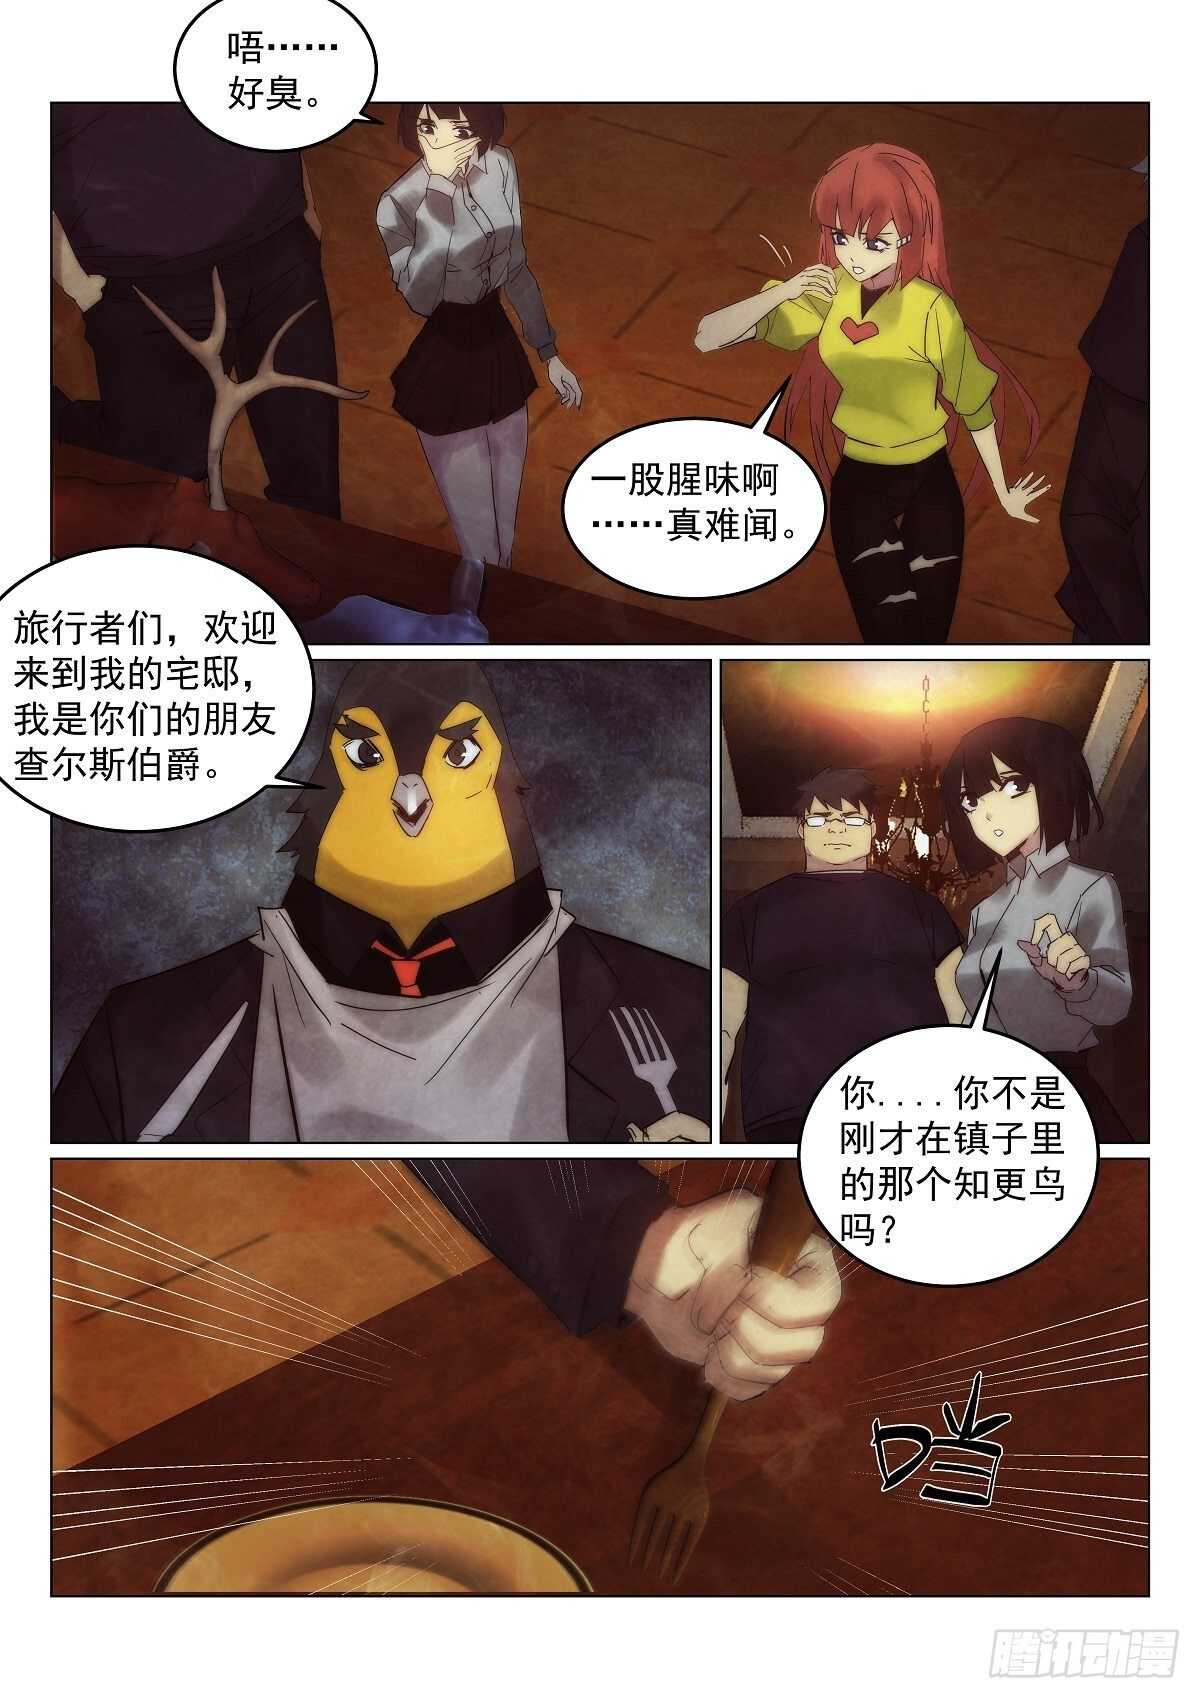 唔······
好臭。
一股腥味啊
······真难闻。
旅行者们，欢迎
来到我的宅邸，
我是你们的朋友
查尔斯伯爵。
你....你不是
刚才在镇子里
的那个知更鸟
吗？
当
腾讯动漫